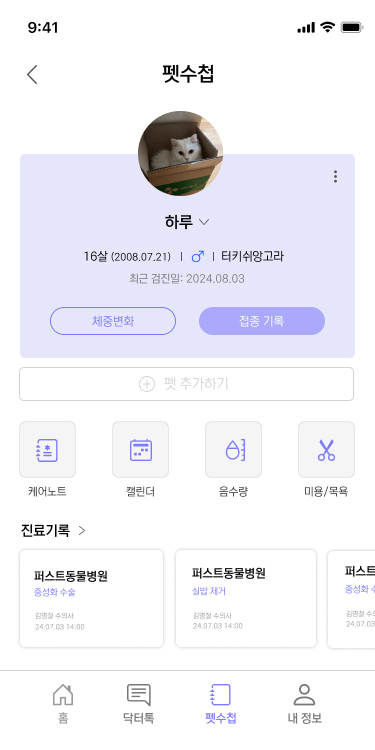 9:41
펫수첩
하루
16살 (2008.07.21) | ♂ | 터키쉬앙고라
최근 검진일: 2024.08.03
체중변화 접종 기록
펫 추가하기
케어노트 캘린더 음수량 미용/목욕
진료기록 >
퍼스트동물병원
중성화 수술
김명철 수의사
24.07.03 14:00
퍼스트동물병원
실밥 제거
김명철 수의사
24.07.03 14:00
퍼스트
중성화
김명철
24.07.03
홈 닥터톡 펫수첩 내 정보